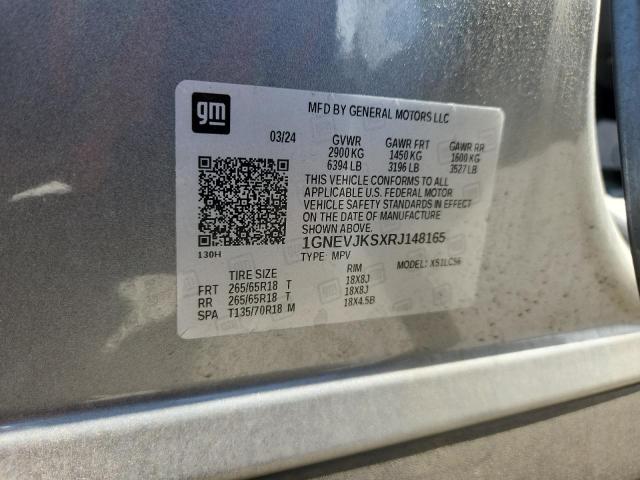 gm
MFD BY GENERAL MOTORS LLC
03/24 GVWR GAWR FRT GAWR RR
2900 KG 1450 KG 1600 KG
6394 LB 3196 LB 3527 LB
THIS VEHICLE CONFORMS TO ALL
APPLICABLE U.S. FEDERAL MOTOR
VEHICLE SAFETY STANDARDS IN EFFECT
ON THE DATE OF MANUFACTURE
SHOWN ABOVE.
1GNEVJKSXRJ148165
130H TYPE: MPV MODEL:
TIRE SIZE RIM
FRT 265/65R18 T 18X8J
RR 265/65R18 T 18X8J
SPA T135/70R18 M 18X4.5B